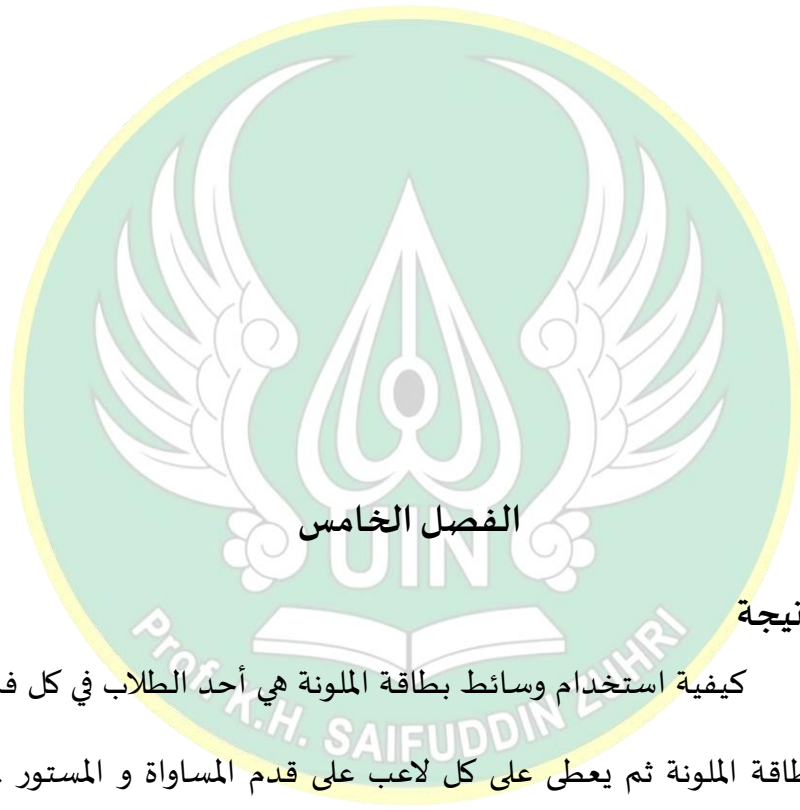 الفصل الخامس
UIN
نيجة
Prof. K.H. SAIFUDDIN ZUHRI
كيفية استخدام وسائط بطاقة الملونة هي أحد الطلاب في كل
طاقة الملونة ثم يعطى على كل لاعب على قدم المساواة و المستور